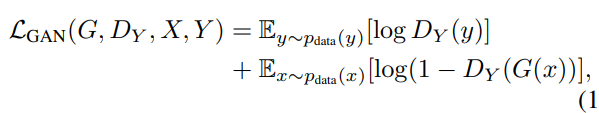 ℒ_GAN(G, D_Y, X, Y) = 𝔼_{y∼p_data(y)}[log D_Y(y)]
+ 𝔼_{x∼p_data(x)}[log(1 − D_Y(G(x))],
(1